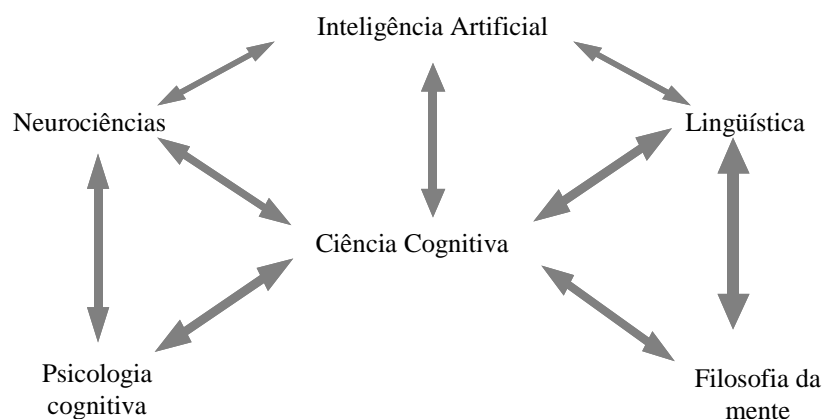 Inteligência Artificial
Neurociências
Lingüística
Ciência Cognitiva
Psicologia
cognitiva
Filosofia da
mente